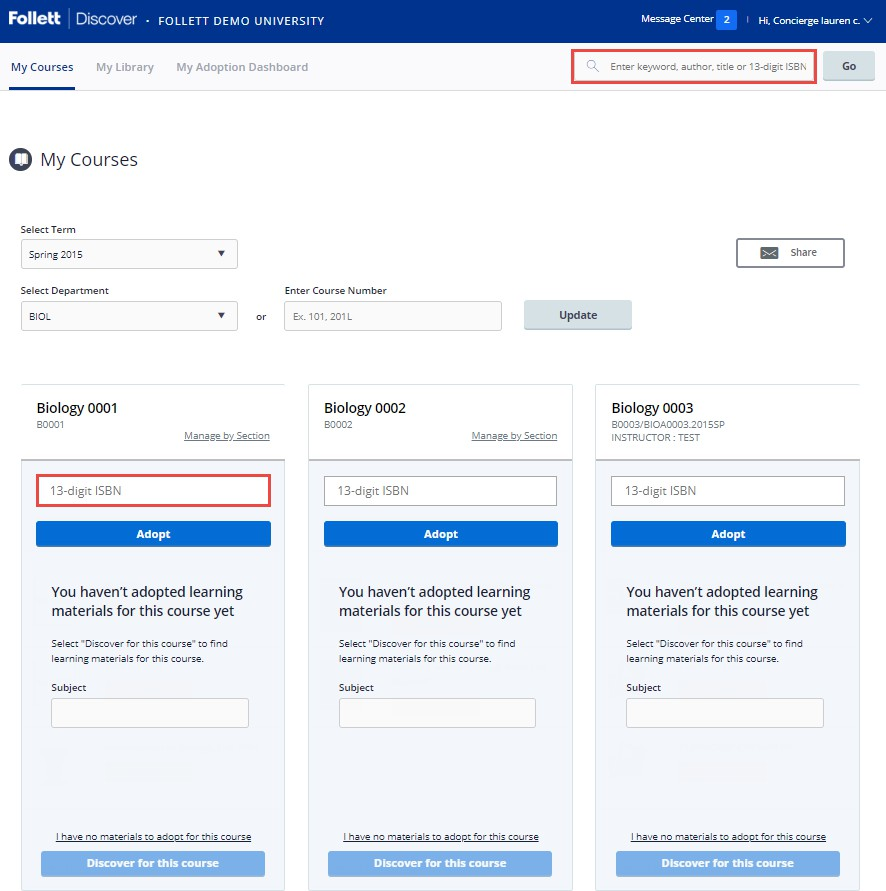 Follett | Discover · FOLLETT DEMO UNIVERSITY
Message Center 2 | Hi, Concierge lauren c.
My Courses My Library My Adoption Dashboard
Enter keyword, author, title or 13-digit ISBN Go
My Courses
Select Term
Spring 2015
Share
Select Department Enter Course Number
BIOL or Ex. 101, 201L Update
Biology 0001
B0001
Manage by Section
13-digit ISBN
Adopt
You haven’t adopted learning
materials for this course yet
Select "Discover for this course" to find
learning materials for this course.
Subject
I have no materials to adopt for this course
Discover for this course
Biology 0002
B0002
Manage by Section
13-digit ISBN
Adopt
You haven’t adopted learning
materials for this course yet
Select "Discover for this course" to find
learning materials for this course.
Subject
I have no materials to adopt for this course
Discover for this course
Biology 0003
B0003/BIOA0003.2015SP
INSTRUCTOR : TEST
13-digit ISBN
Adopt
You haven’t adopted learning
materials for this course yet
Select "Discover for this course" to find
learning materials for this course.
Subject
I have no materials to adopt for this course
Discover for this course